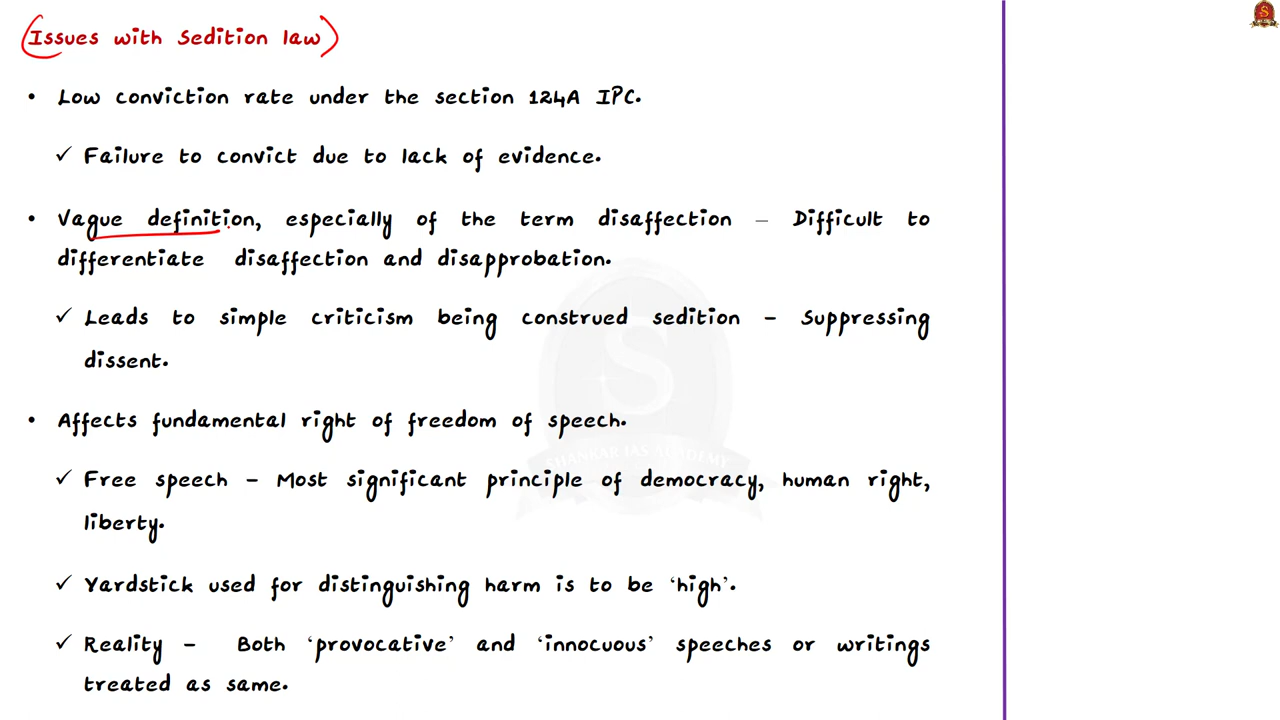 Issues with Sedition law
• Low conviction rate under the section 124A IPC.
✓ Failure to convict due to lack of evidence.
• Vague definition, especially of the term disaffection – Difficult to
differentiate disaffection and disapprobation.
✓ Leads to simple criticism being construed sedition – Suppressing
dissent.
• Affects fundamental right of freedom of speech.
✓ Free speech – Most significant principle of democracy, human right,
liberty.
✓ Yardstick used for distinguishing harm is to be ‘high’.
✓ Reality – Both ‘provocative’ and ‘innocuous’ speeches or writings
treated as same.
S
SHANKAR IAS ACADEMY